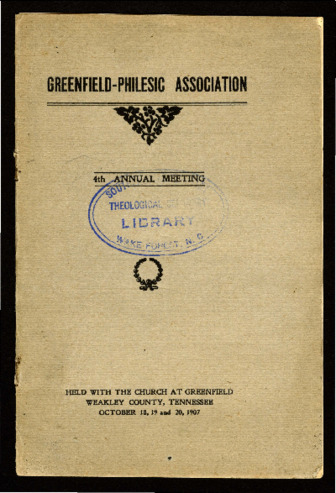 GREENFIELD-PHILESIC ASSOCIATION
4th ANNUAL MEETING
SOU
THEOLOGICAL
LIBRARY
WAKE FOREST, N. C.
HELD WITH THE CHURCH AT GREENFIELD
WEAKLEY COUNTY, TENNESSEE
OCTOBER 18, 19 and 20, 1907